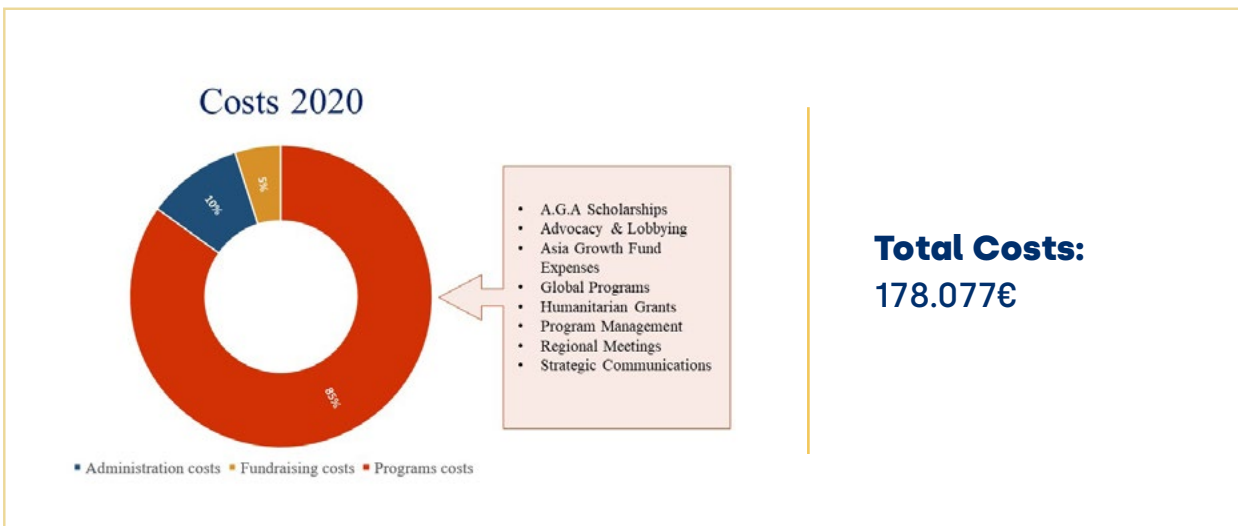 Costs 2020
5%
10%
85%
• A.G.A Scholarships
• Advocacy & Lobbying
• Asia Growth Fund
Expenses
• Global Programs
• Humanitarian Grants
• Program Management
• Regional Meetings
• Strategic Communications
Administration costs Fundraising costs Programs costs
Total Costs:
178.077€